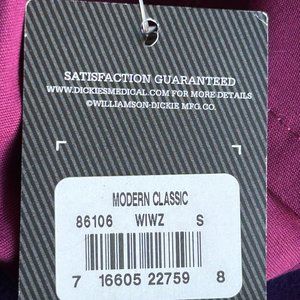 SATISFACTION GUARANTEED
WWW.DICKIESMEDICAL.COM FOR MORE DETAILS
©WILLIAMSON-DICKIE MFG.CO.
MODERN CLASSIC
86106 WIWZ S
7 16605 22759 8